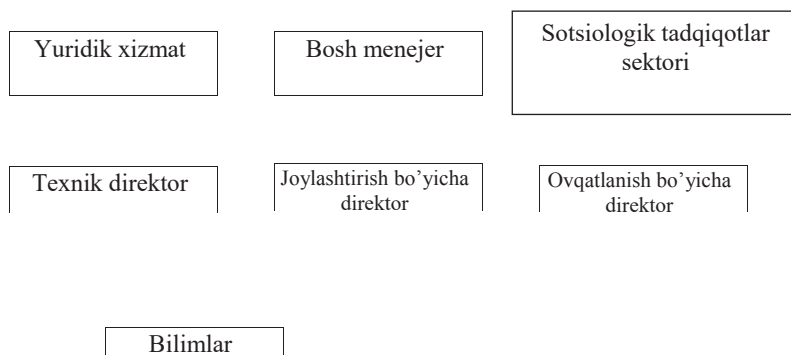 Yuridik xizmat
Bosh menejer
Sotsiologik tadqiqotlar
sektori
Texnik direktor
Joylashtirish bo’yicha
direktor
Ovqatlanish bo’yicha
direktor
Bilimlar